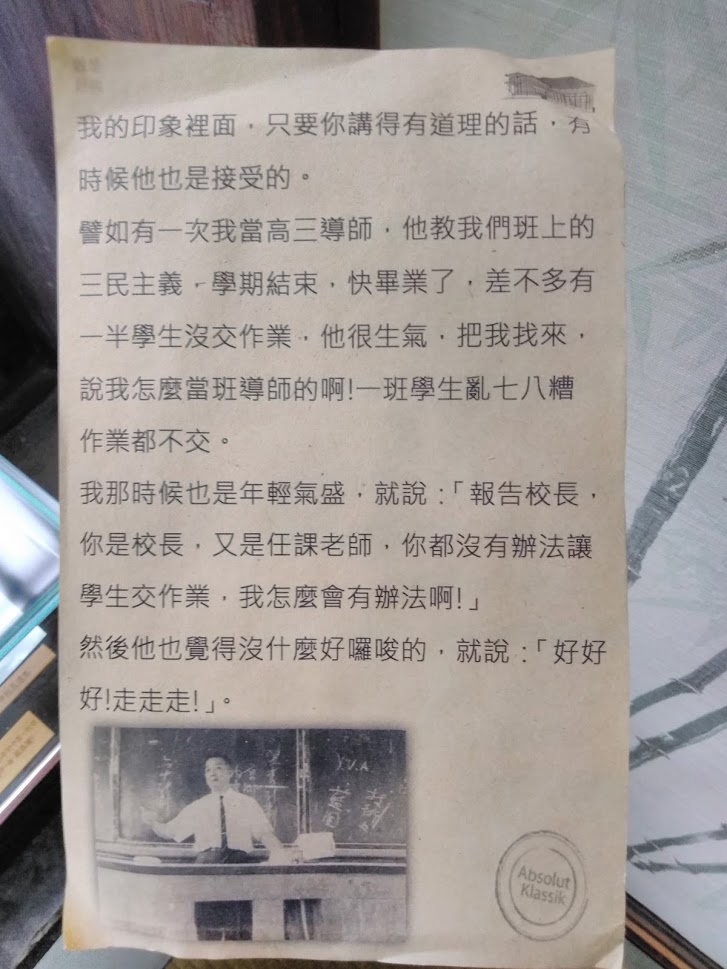 我的印象裡面，只要你講得有道理的話，有
時候他也是接受的。
譬如有一次我當高三導師，他教我們班上的
三民主義，學期結束，快畢業了，差不多有
一半學生沒交作業，他很生氣，把我找來，
說我怎麼當班導師的啊!一班學生亂七八糟
作業都不交。
我那時候也是年輕氣盛，就說：「報告校長，
你是校長，又是任課老師，你都沒有辦法讓
學生交作業，我怎麼會有辦法啊!」
然後他也覺得沒什麼好囉唆的，就說：「好好
好!走走走!」。
Y.U.A
Absolut
Klassik